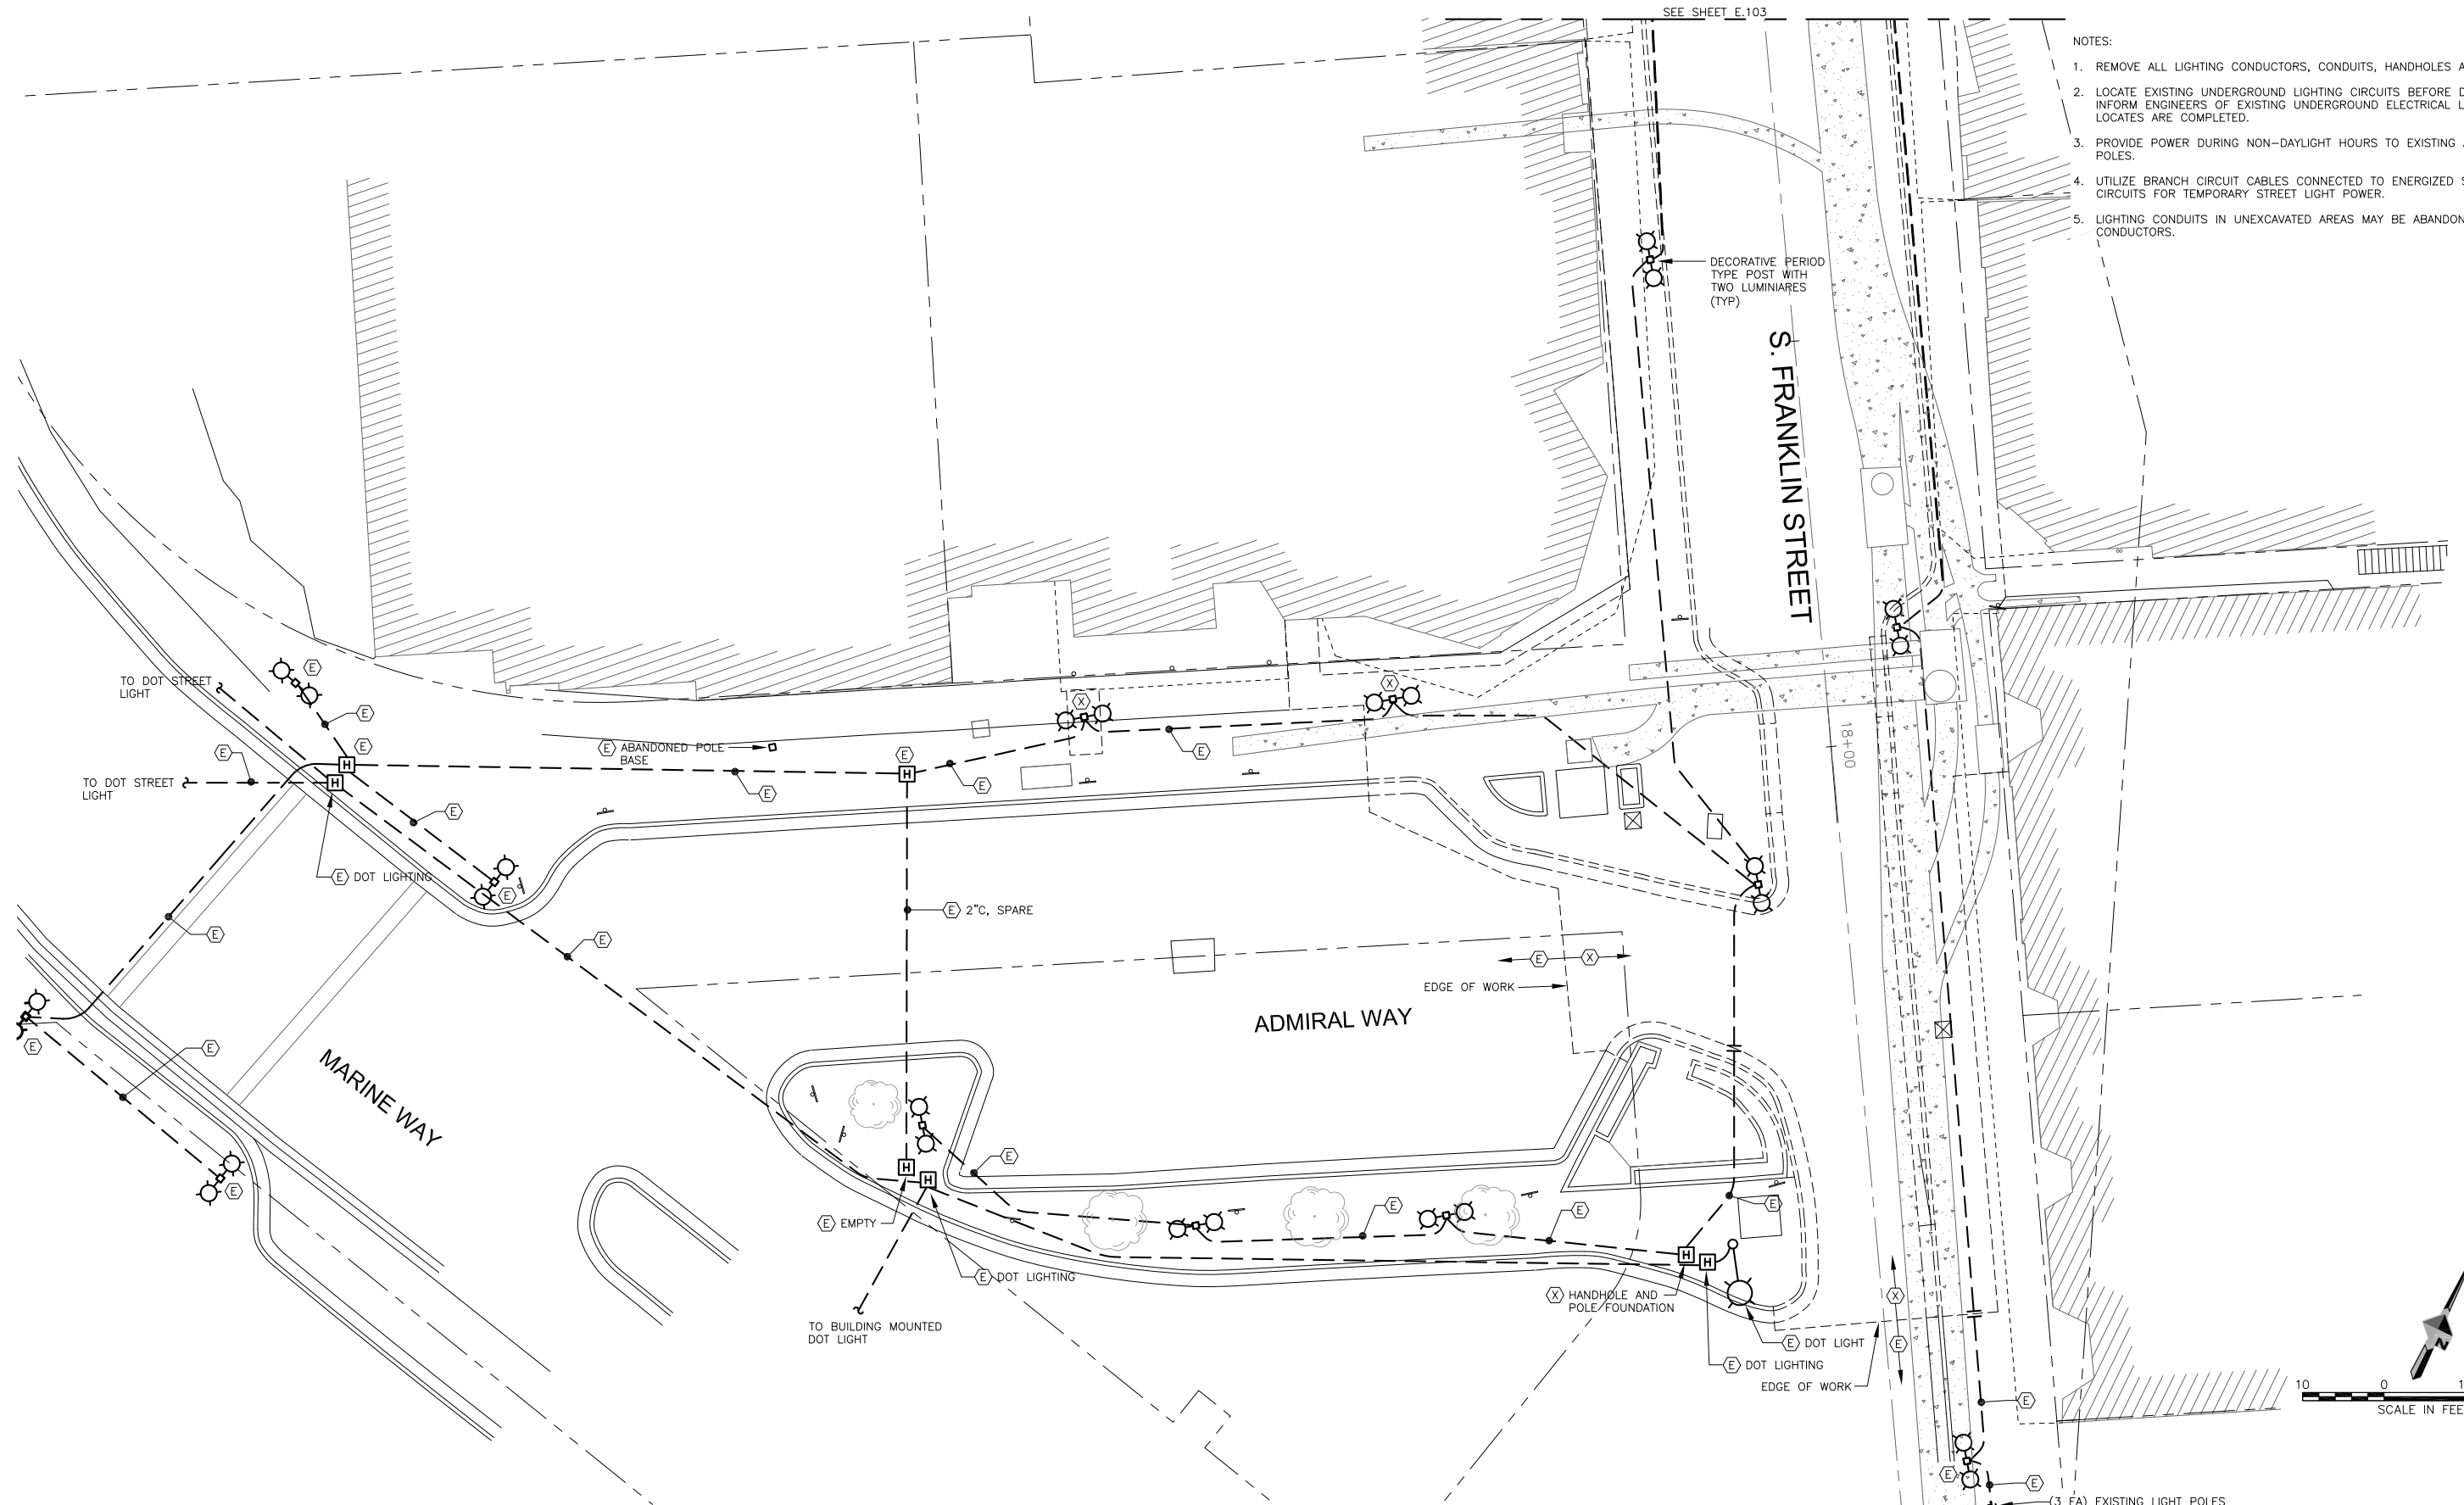 SEE SHEET E.103
NOTES:
1. REMOVE ALL LIGHTING CONDUCTORS, CONDUITS, HANDHOLES
2. LOCATE EXISTING UNDERGROUND LIGHTING CIRCUITS BEFORE
INFORM ENGINEERS OF EXISTING UNDERGROUND ELECTRICAL
LOCATES ARE COMPLETED.
3. PROVIDE POWER DURING NON-DAYLIGHT HOURS TO EXISTING
POLES.
4. UTILIZE BRANCH CIRCUIT CABLES CONNECTED TO ENERGIZED
CIRCUITS FOR TEMPORARY STREET LIGHT POWER.
5. LIGHTING CONDUITS IN UNEXCAVATED AREAS MAY BE ABANDON
CONDUCTORS.
DECORATIVE PERIOD
TYPE POST WITH
TWO LUMINIARES
(TYP)
S. FRANKLIN STREET
18+00
TO DOT STREET
LIGHT
E
E
E
X
X
E ABANDONED POLE
BASE
E
E
TO DOT STREET
LIGHT
E
E
E
E
E
E DOT LIGHTING
E
E
E
E 2"C, SPARE
E X
EDGE OF WORK
ADMIRAL WAY
E
E
MARINE WAY
E
E
E
E
E
E EMPTY
E DOT LIGHTING
TO BUILDING MOUNTED
DOT LIGHT
X HANDHOLE AND
POLE FOUNDATION
X
E
E DOT LIGHT
E DOT LIGHTING
EDGE OF WORK
N
10 0 1
SCALE IN FEE
E
E
E
(3 EA) EXISTING LIGHT POLES